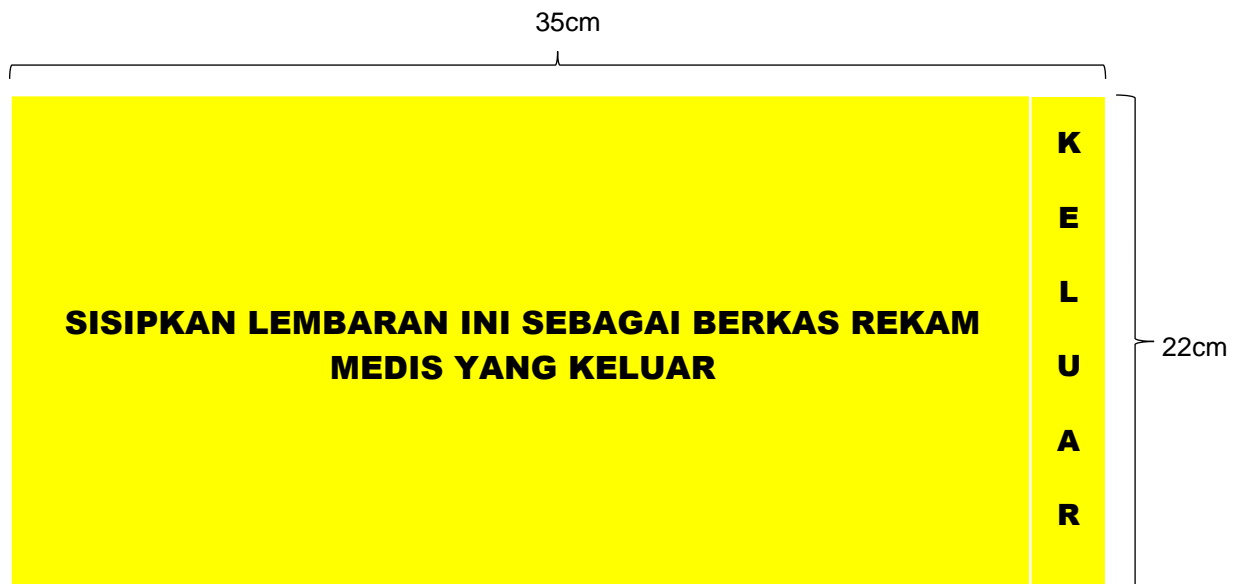 35cm
SISIPKAN LEMBARAN INI SEBAGAI BERKAS REKAM
MEDIS YANG KELUAR
K
E
L
U
A
R
22cm